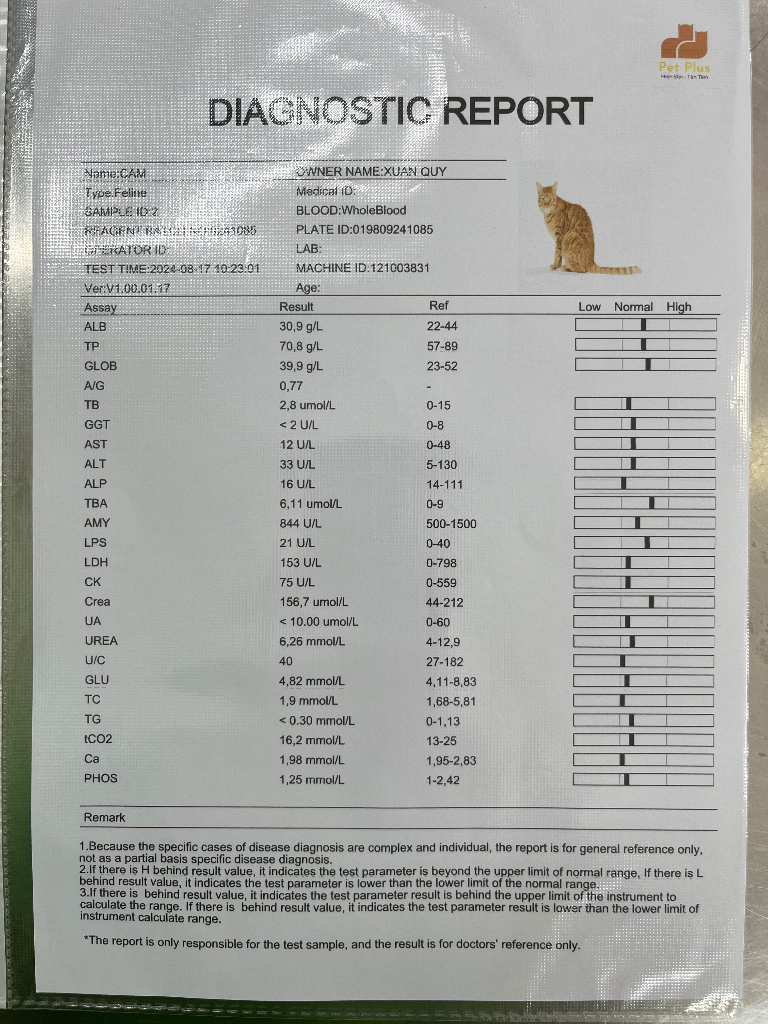 Pet Plus
DIAGNOSTIC REPORT
Name:CAM OWNER NAME:XUAN QUY
Type:Feline Medical ID:
SAMPLE ID:2 BLOOD:WholeBlood
REAGENT PLATE ID:019809241085
OPERATOR ID: LAB:
TEST TIME:2024-08-17 10:23:01 MACHINE ID:121003831
Ver:V1.00.01.17 Age:
Assay Result Ref Low Normal High
ALB 30,9 g/L 22-44
TP 70,8 g/L 57-89
GLOB 39,9 g/L 23-52
A/G 0,77 -
TB 2,8 umol/L 0-15
GGT < 2 U/L 0-8
AST 12 U/L 0-48
ALT 33 U/L 5-130
ALP 16 U/L 14-111
TBA 6,11 umol/L 0-9
AMY 844 U/L 500-1500
LPS 21 U/L 0-40
LDH 153 U/L 0-798
CK 75 U/L 0-559
Crea 156,7 umol/L 44-212
UA < 10.00 umol/L 0-60
UREA 6,26 mmol/L 4-12,9
U/C 40 27-182
GLU 4,82 mmol/L 4,11-8,83
TC 1,9 mmol/L 1,68-5,81
TG < 0.30 mmol/L 0-1,13
tCO2 16,2 mmol/L 13-25
Ca 1,98 mmol/L 1,95-2,83
PHOS 1,25 mmol/L 1-2,42
Remark
1.Because the specific cases of disease diagnosis are complex and individual, the report is for general reference only,
not as a partial basis specific disease diagnosis.
2.If there is H behind result value, it indicates the test parameter is beyond the upper limit of normal range, If there is L
behind result value, it indicates the test parameter is lower than the lower limit of the normal range.
3.If there is behind result value, it indicates the test parameter result is behind the upper limit of the instrument to
calculate the range. If there is behind result value, it indicates the test parameter result is lower than the lower limit of
instrument calculate range.
*The report is only responsible for the test sample, and the result is for doctors' reference only.